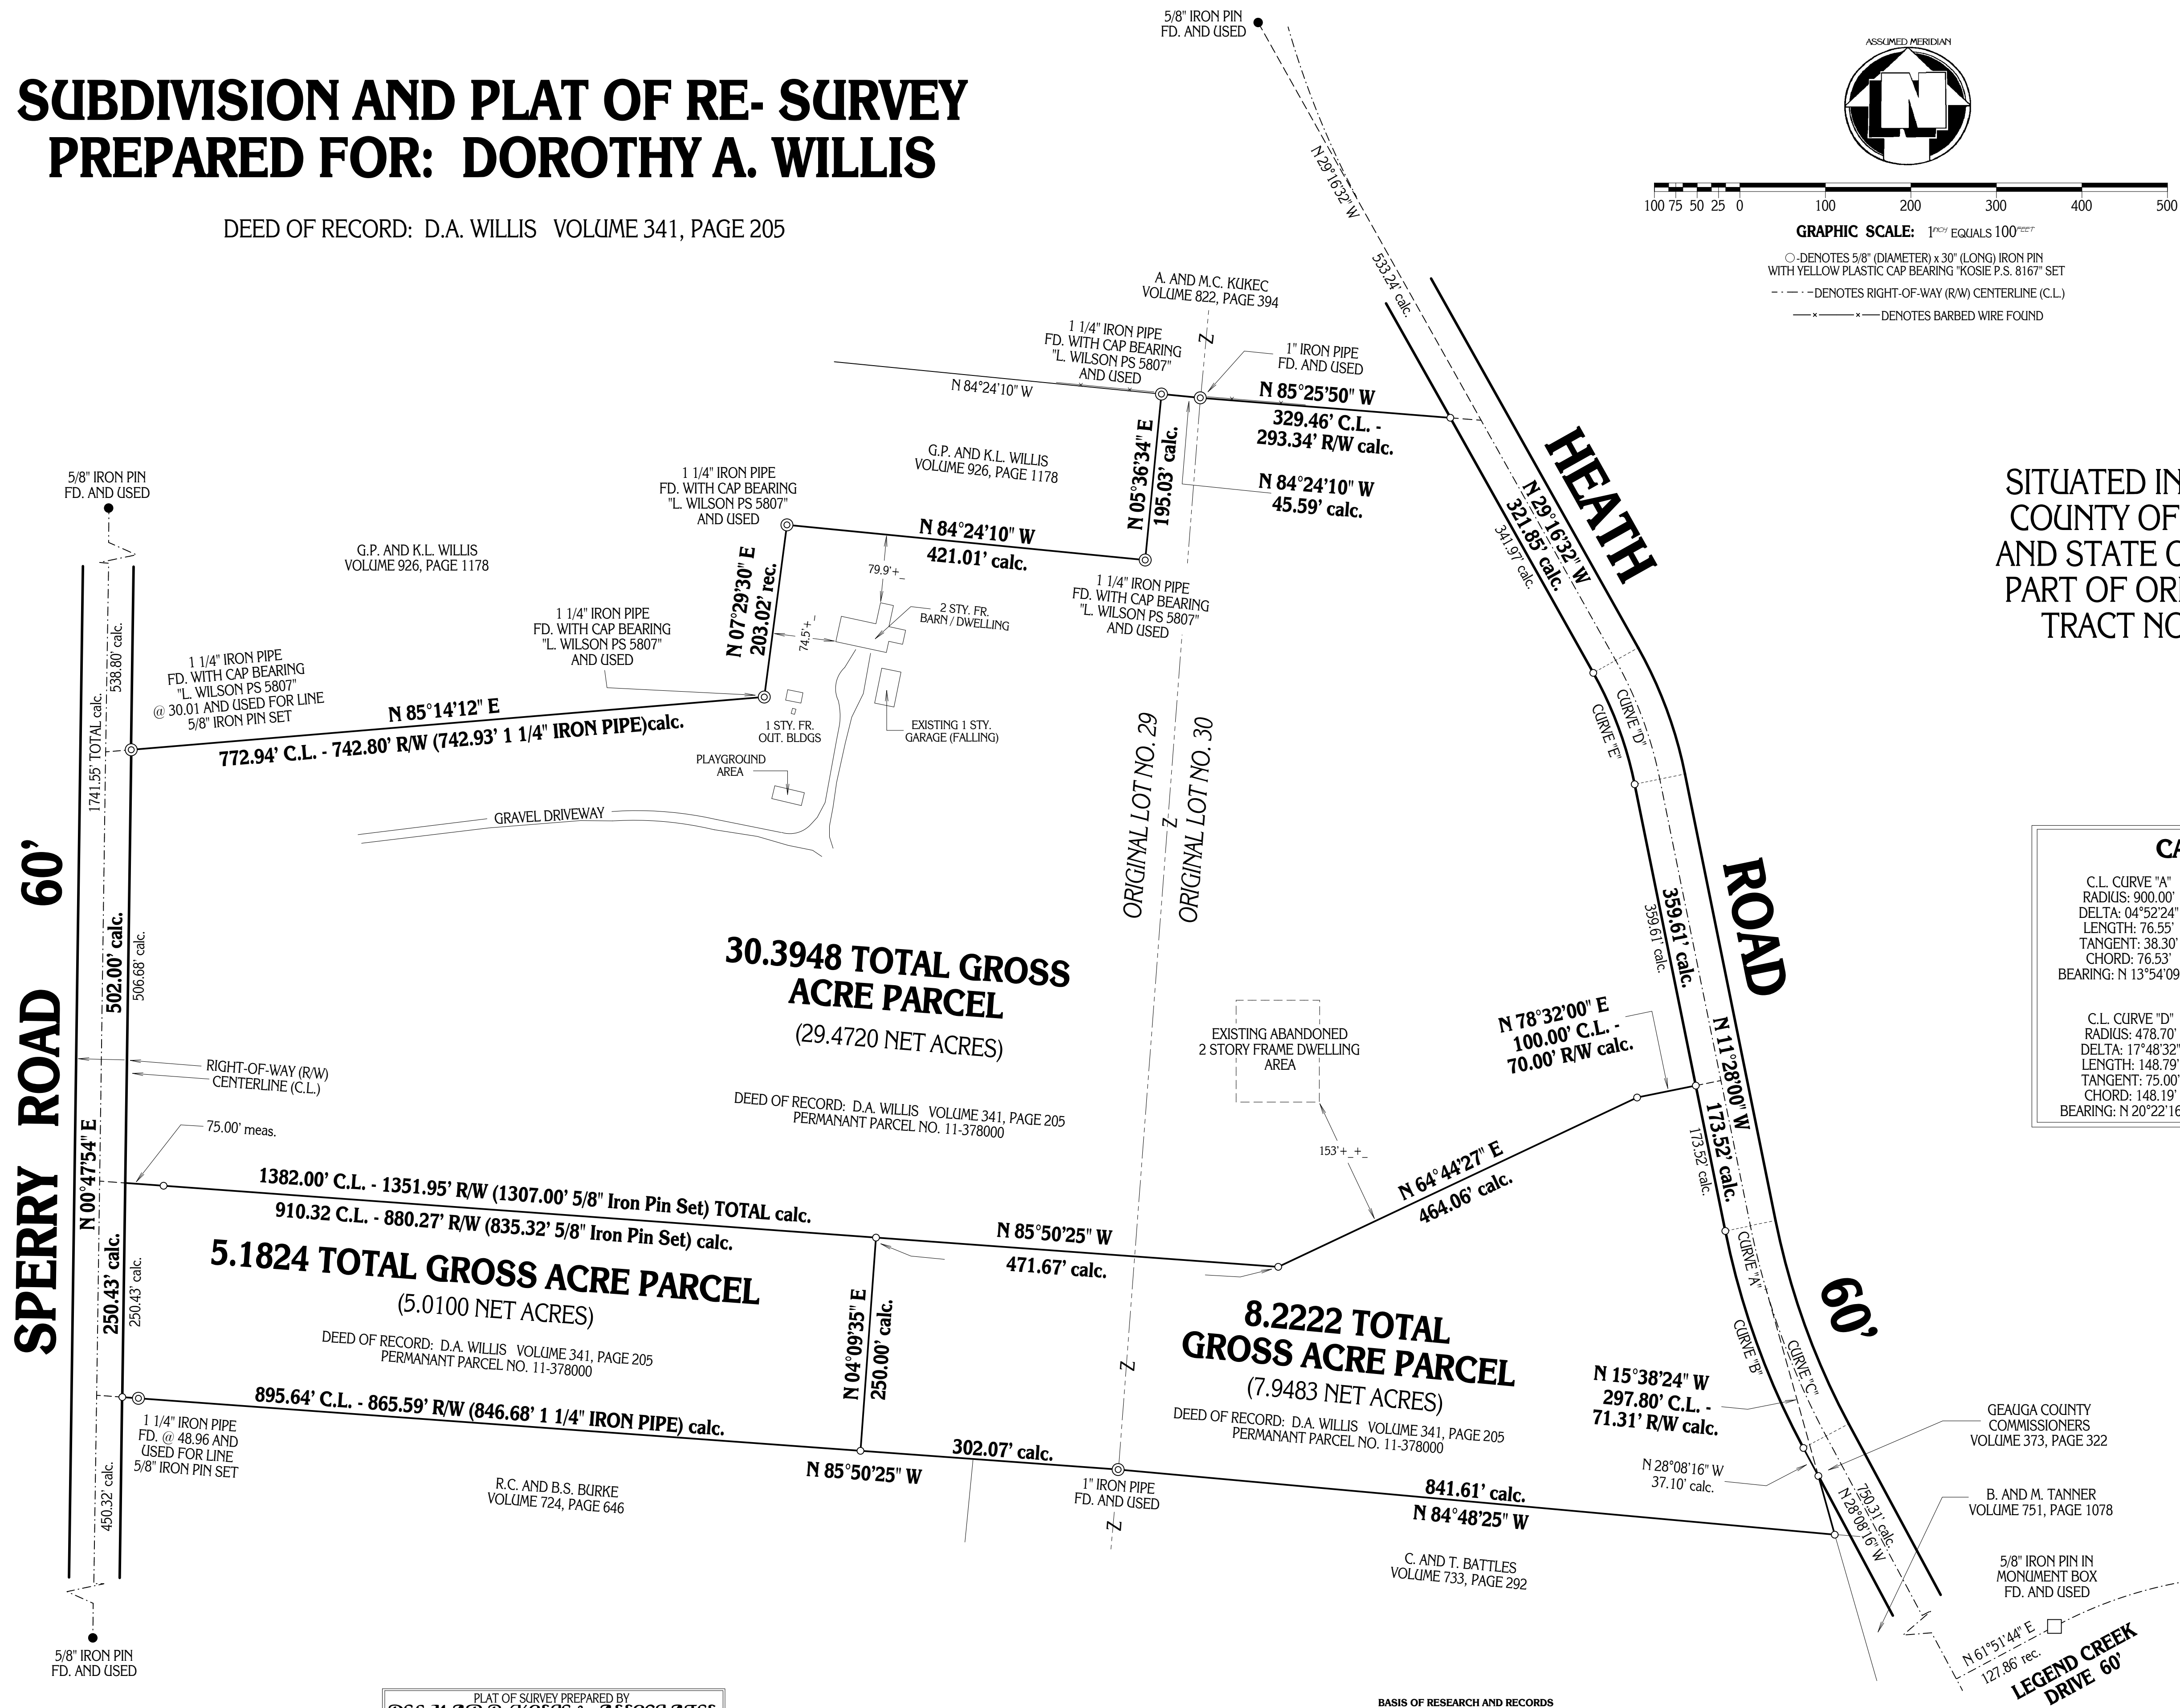 SUBDIVISION AND PLAT OF RE- SURVEY
PREPARED FOR: DOROTHY A. WILLIS
DEED OF RECORD: D.A. WILLIS VOLUME 341, PAGE 205
5/8" IRON PIN
FD. AND USED
N 29°16'32" W
533.24' calc.
ASSUMED MERIDIAN
N
100 75 50 25 0 100 200 300 400 500
GRAPHIC SCALE: 1 INCH EQUALS 100 FEET
-DENOTES 5/8" (DIAMETER) x 30" (LONG) IRON PIN
WITH YELLOW PLASTIC CAP BEARING "KOSIE P.S. 8167" SET
DENOTES RIGHT-OF-WAY (R/W) CENTERLINE (C.L.)
DENOTES BARBED WIRE FOUND
A. AND M.C. KUKEC
VOLUME 822, PAGE 394
Z
1 1/4" IRON PIPE
FD. WITH CAP BEARING
"L. WILSON PS 5807"
AND USED
1" IRON PIPE
FD. AND USED
N 84°24'10" W
N 85°25'50" W
329.46' C.L. -
293.34' R/W calc.
N 84°24'10" W
45.59' calc.
N 05°36'34" E
195.03' calc.
G.P. AND K.L. WILLIS
VOLUME 926, PAGE 1178
1 1/4" IRON PIPE
FD. WITH CAP BEARING
"L. WILSON PS 5807"
AND USED
N 84°24'10" W
421.01' calc.
1 1/4" IRON PIPE
FD. WITH CAP BEARING
"L. WILSON PS 5807"
AND USED
HEATH
ROAD
60'
N 29°16'32" W
321.85' calc.
341.97' calc.
CURVE "D"
CURVE "E"
SITUATED IN
COUNTY OF
AND STATE O
PART OF ORI
TRACT NO
5/8" IRON PIN
FD. AND USED
G.P. AND K.L. WILLIS
VOLUME 926, PAGE 1178
N 07°29'30" E
203.02' rec.
79.9'+_
74.5'+_
2 STY. FR.
BARN / DWELLING
1 1/4" IRON PIPE
FD. WITH CAP BEARING
"L. WILSON PS 5807"
AND USED
1 1/4" IRON PIPE
FD. WITH CAP BEARING
"L. WILSON PS 5807"
@ 30.01 AND USED FOR LINE
5/8" IRON PIN SET
538.80' calc.
1741.55' TOTAL calc.
N 85°14'12" E
772.94' C.L. - 742.80' R/W (742.93' 1 1/4" IRON PIPE)calc.
1 STY. FR.
OUT. BLDGS
EXISTING 1 STY.
GARAGE (FALLING)
PLAYGROUND
AREA
GRAVEL DRIVEWAY
ORIGINAL LOT NO. 29
Z
ORIGINAL LOT NO. 30
SPERRY ROAD 60'
502.00' calc.
506.68' calc.
30.3948 TOTAL GROSS
ACRE PARCEL
(29.4720 NET ACRES)
DEED OF RECORD: D.A. WILLIS VOLUME 341, PAGE 205
PERMANANT PARCEL NO. 11-378000
EXISTING ABANDONED
2 STORY FRAME DWELLING
AREA
153'+_+_
359.61' calc.
359.61' calc.
N 78°32'00" E
100.00' C.L. -
70.00' R/W calc.
N 11°28'00" W
173.52' calc.
173.52' calc.
CA
C.L. CURVE "A"
RADIUS: 900.00'
DELTA: 04°52'24"
LENGTH: 76.55'
TANGENT: 38.30'
CHORD: 76.53'
BEARING: N 13°54'09
C.L. CURVE "D"
RADIUS: 478.70'
DELTA: 17°48'32"
LENGTH: 148.79'
TANGENT: 75.00'
CHORD: 148.19'
BEARING: N 20°22'16
RIGHT-OF-WAY (R/W)
CENTERLINE (C.L.)
75.00' meas.
N 00°47'54" E
1382.00' C.L. - 1351.95' R/W (1307.00' 5/8" Iron Pin Set) TOTAL calc.
910.32 C.L. - 880.27' R/W (835.32' 5/8" Iron Pin Set) calc.
N 85°50'25" W
471.67' calc.
N 64°44'27" E
464.06' calc.
250.43' calc.
250.43' calc.
5.1824 TOTAL GROSS ACRE PARCEL
(5.0100 NET ACRES)
DEED OF RECORD: D.A. WILLIS VOLUME 341, PAGE 205
PERMANANT PARCEL NO. 11-378000
N 04°09'35" E
250.00' calc.
Z
8.2222 TOTAL
GROSS ACRE PARCEL
(7.9483 NET ACRES)
DEED OF RECORD: D.A. WILLIS VOLUME 341, PAGE 205
PERMANANT PARCEL NO. 11-378000
CURVE "A"
CURVE "B"
CURVE "C"
N 15°38'24" W
297.80' C.L. -
71.31' R/W calc.
N 28°08'16" W
37.10' calc.
GEAUGA COUNTY
COMMISSIONERS
VOLUME 373, PAGE 322
895.64' C.L. - 865.59' R/W (846.68' 1 1/4" IRON PIPE) calc.
1 1/4" IRON PIPE
FD. @ 48.96 AND
USED FOR LINE
5/8" IRON PIN SET
450.32' calc.
N 85°50'25" W
302.07' calc.
R.C. AND B.S. BURKE
VOLUME 724, PAGE 646
1" IRON PIPE
FD. AND USED
Z
841.61' calc.
N 84°48'25" W
C. AND T. BATTLES
VOLUME 733, PAGE 292
750.31' calc.
N 28°08'16" W
B. AND M. TANNER
VOLUME 751, PAGE 1078
5/8" IRON PIN IN
MONUMENT BOX
FD. AND USED
N 61°51'44" E
127.86' rec.
LEGEND CREEK
DRIVE 60'
5/8" IRON PIN
FD. AND USED
PLAT OF SURVEY PREPARED BY
BASIS OF RESEARCH AND RECORDS